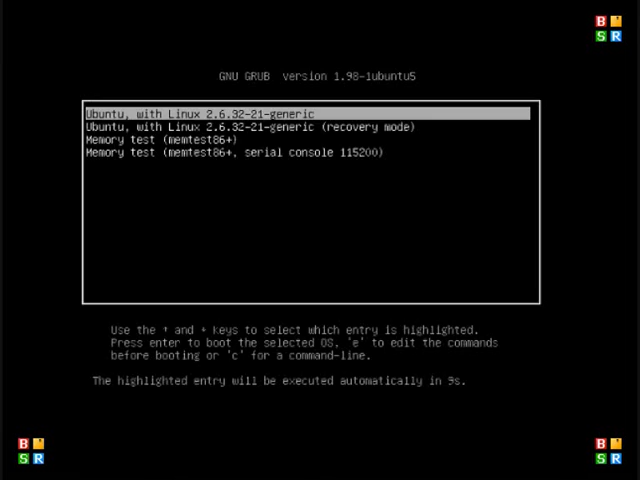 B
S R
GNU GRUB version 1.98-1ubuntu5
Ubuntu, with Linux 2.6.32-21-generic
Ubuntu, with Linux 2.6.32-21-generic (recovery mode)
Memory test (memtest86+)
Memory test (memtest86+, serial console 115200)
Use the ↑ and ↓ keys to select which entry is highlighted.
Press enter to boot the selected OS, 'e' to edit the commands
before booting or 'c' for a command-line.
The highlighted entry will be executed automatically in 9s.
B
S R
B
S R